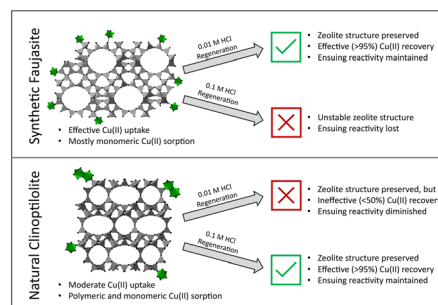 Synthetic Faujasite
0.01 M HCl
Regeneration
• Zeolite structure preserved
• Effective (>95%) Cu(II) recovery
• Ensuing reactivity maintained
0.1 M HCl
Regeneration
• Unstable zeolite structure
• Ensuing reactivity lost
• Effective Cu(II) uptake
• Mostly monomeric Cu(II) sorption
Natural Clinoptilolite
0.01 M HCl
Regeneration
• Zeolite structure preserved, but
• Ineffective (<50%) Cu(II) recovery
• Ensuing reactivity diminished
0.1 M HCl
Regeneration
• Zeolite structure preserved
• Effective (>95%) Cu(II) recovery
• Ensuing reactivity maintained
• Moderate Cu(II) uptake
• Polymeric and monomeric Cu(II) sorption